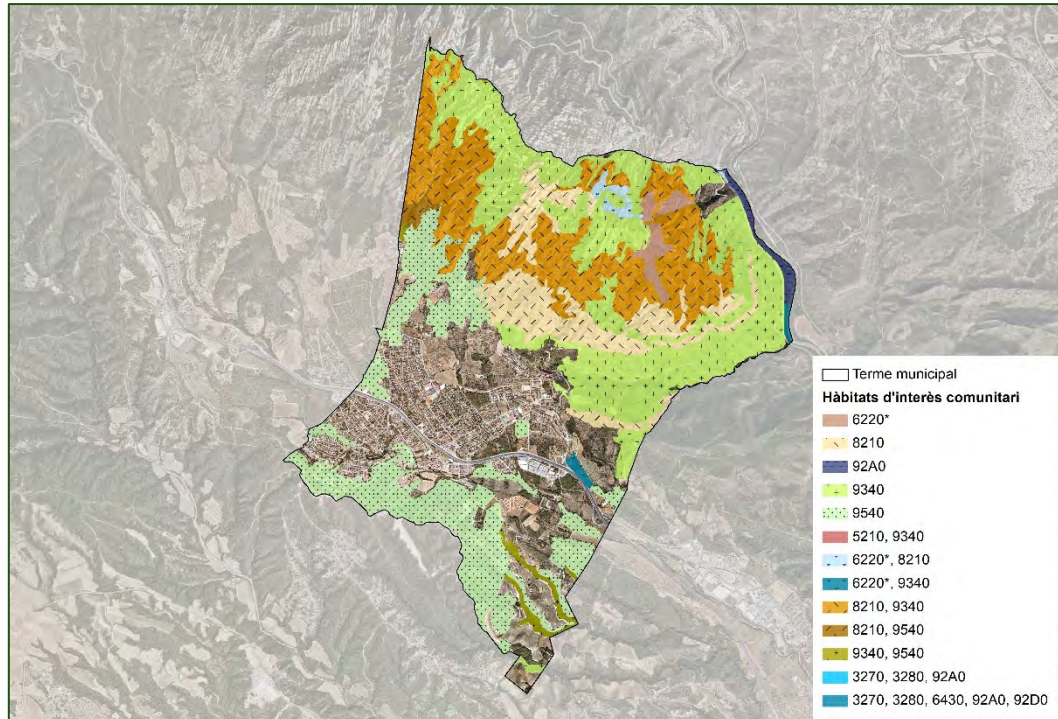 Terme municipal
Hàbitats d'interès comunitari
6220*
8210
92A0
9340
9540
5210, 9340
6220*, 8210
6220*, 9340
8210, 9340
8210, 9540
9340, 9540
3270, 3280, 92A0
3270, 3280, 6430, 92A0, 92D0